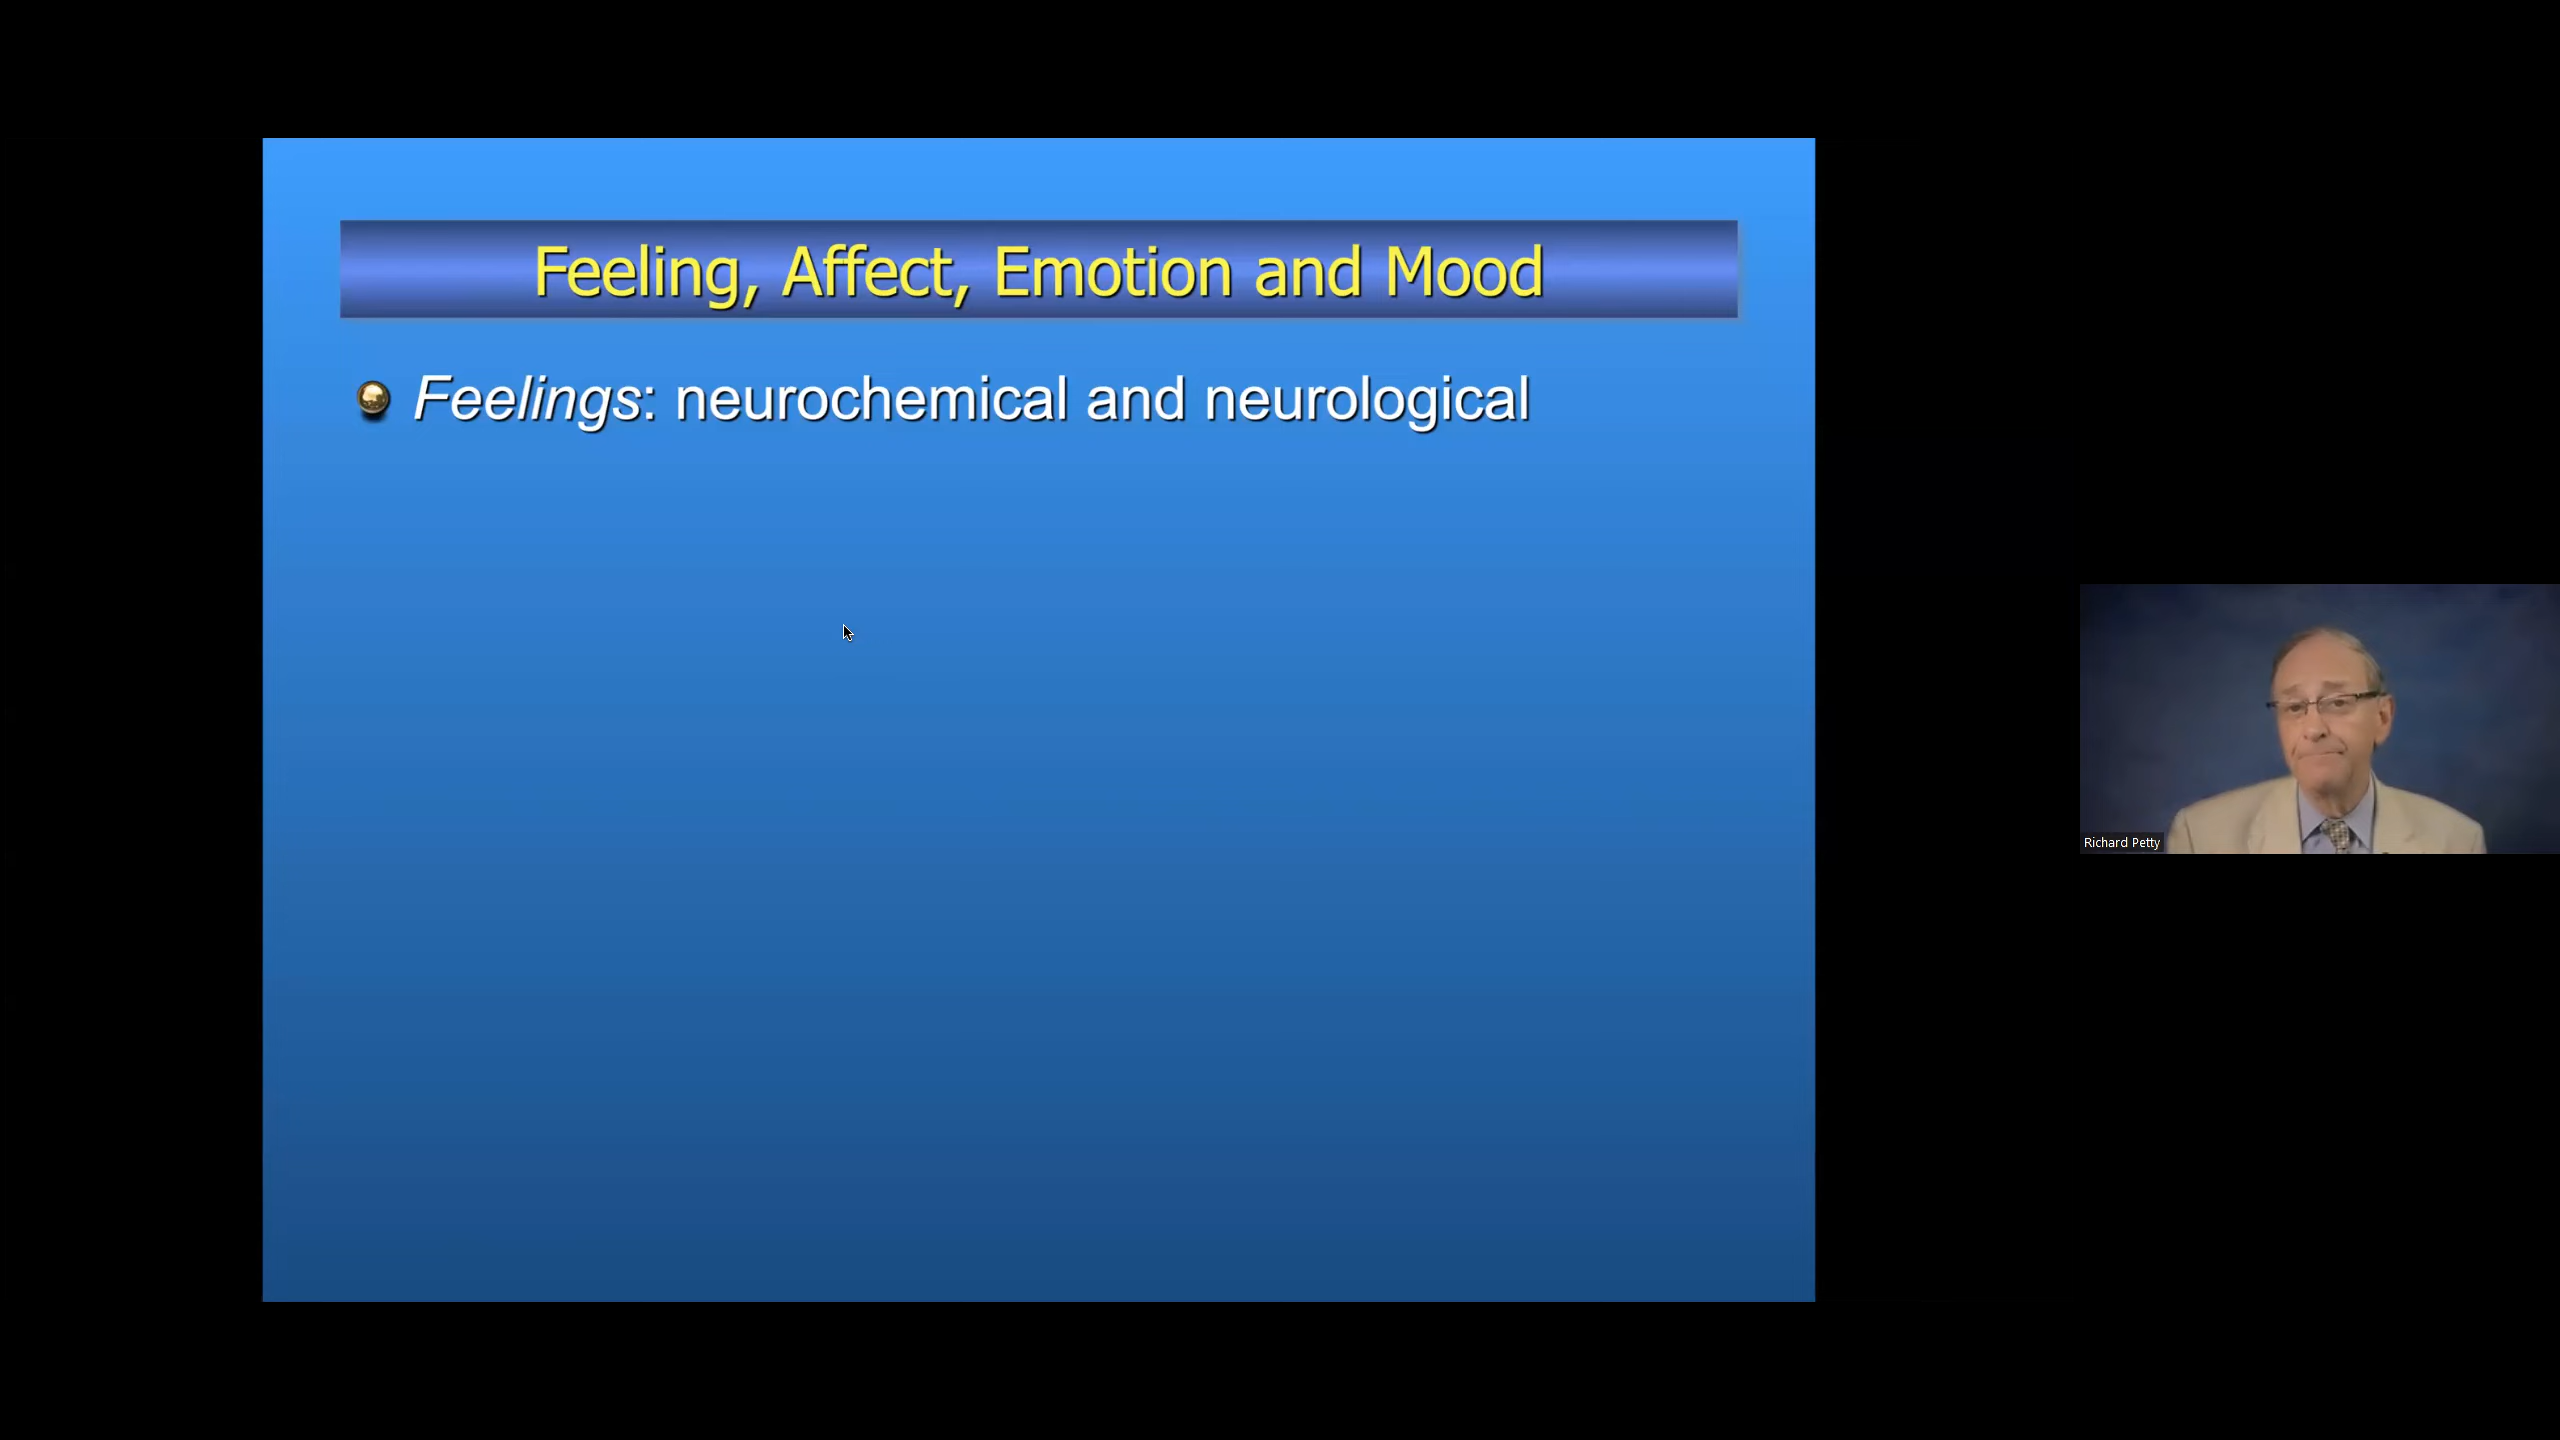 Feeling, Affect, Emotion and Mood
Feelings: neurochemical and neurological
Richard Petty